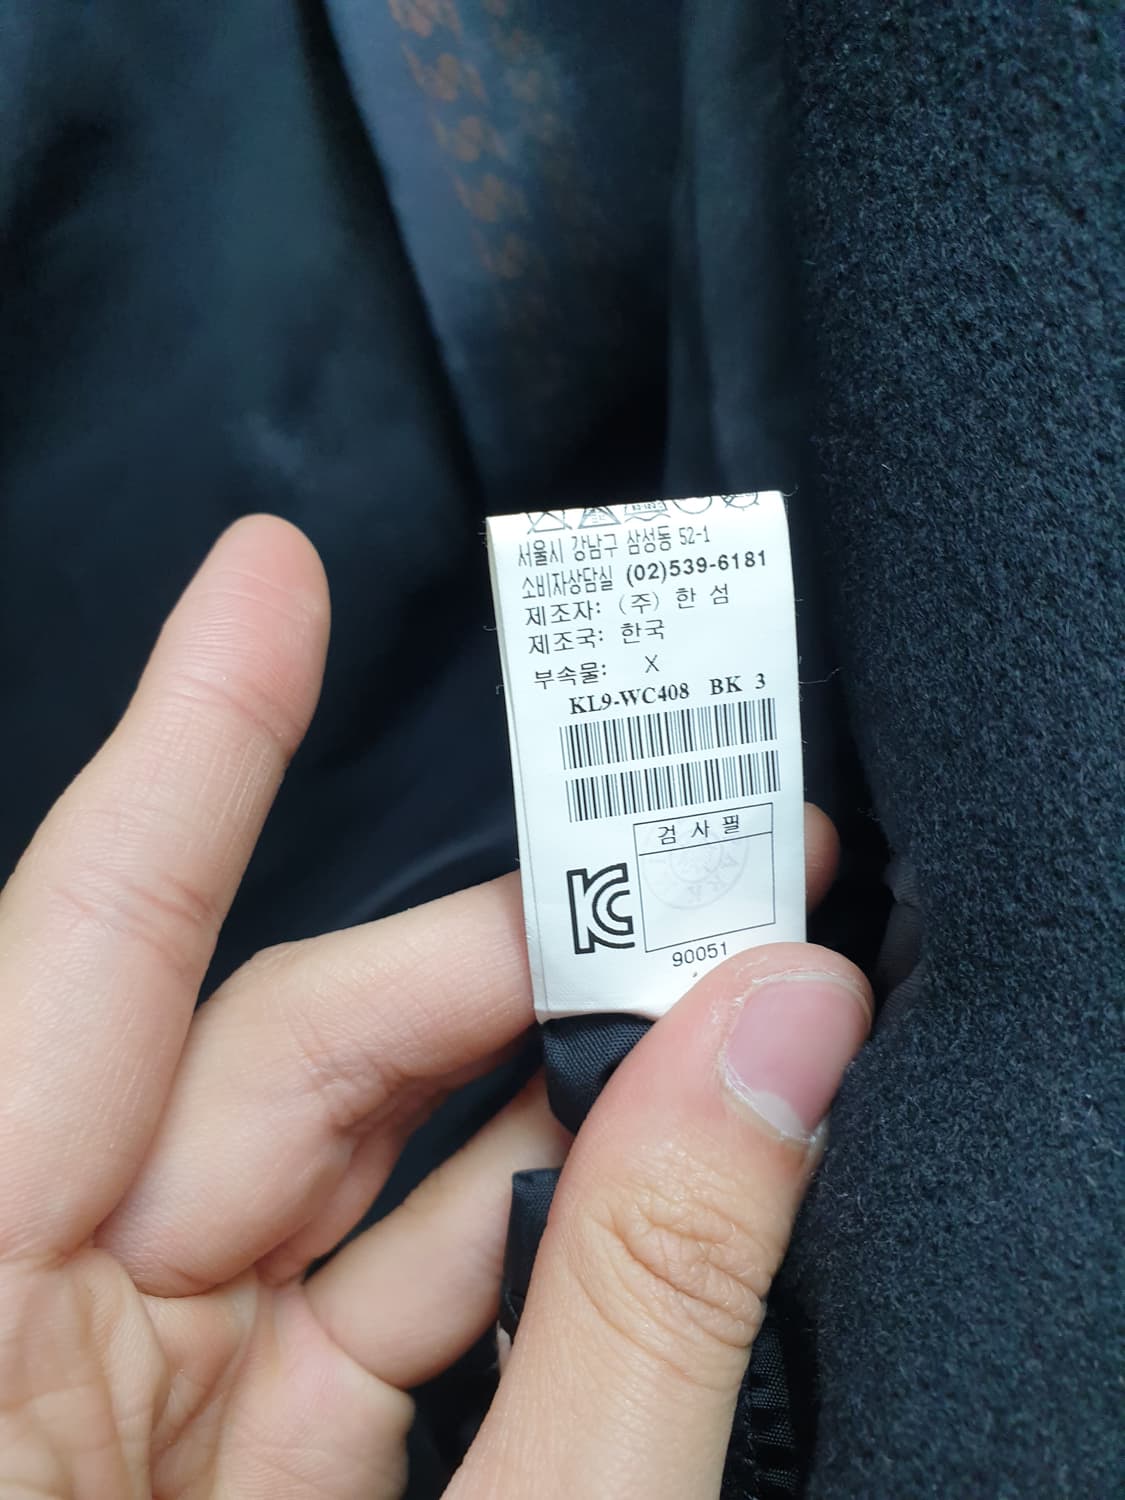 서울시 강남구 삼성동 52-1
소비자상담실 (02)539-6181
제조자: (주) 한 섬
제조국: 한국
부속물: X
KL9-WC408 BK 3
검 사 필
KC
90051